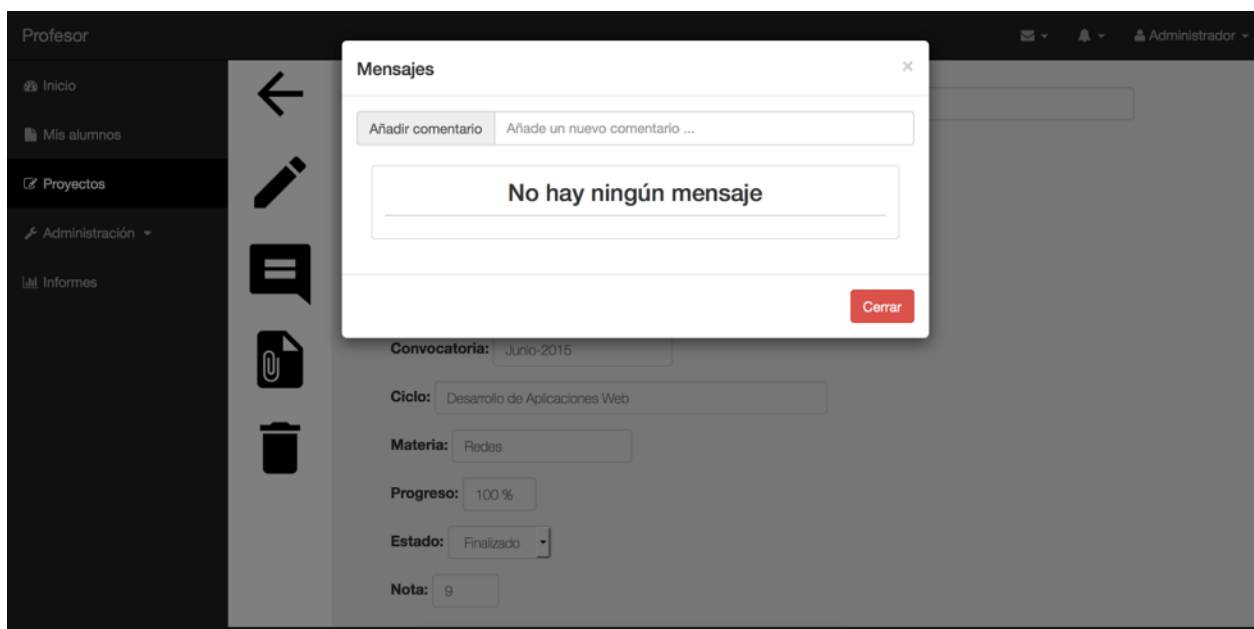 Profesor
Administrador
Inicio
Mis alumnos
Proyectos
Administración
Informes
Mensajes
×
Añadir comentario Añade un nuevo comentario ...
No hay ningún mensaje
Cerrar
Convocatoria: Junio-2015
Ciclo: Desarrollo de Aplicaciones Web
Materia: Redes
Progreso: 100 %
Estado: Finalizado
Nota: 9